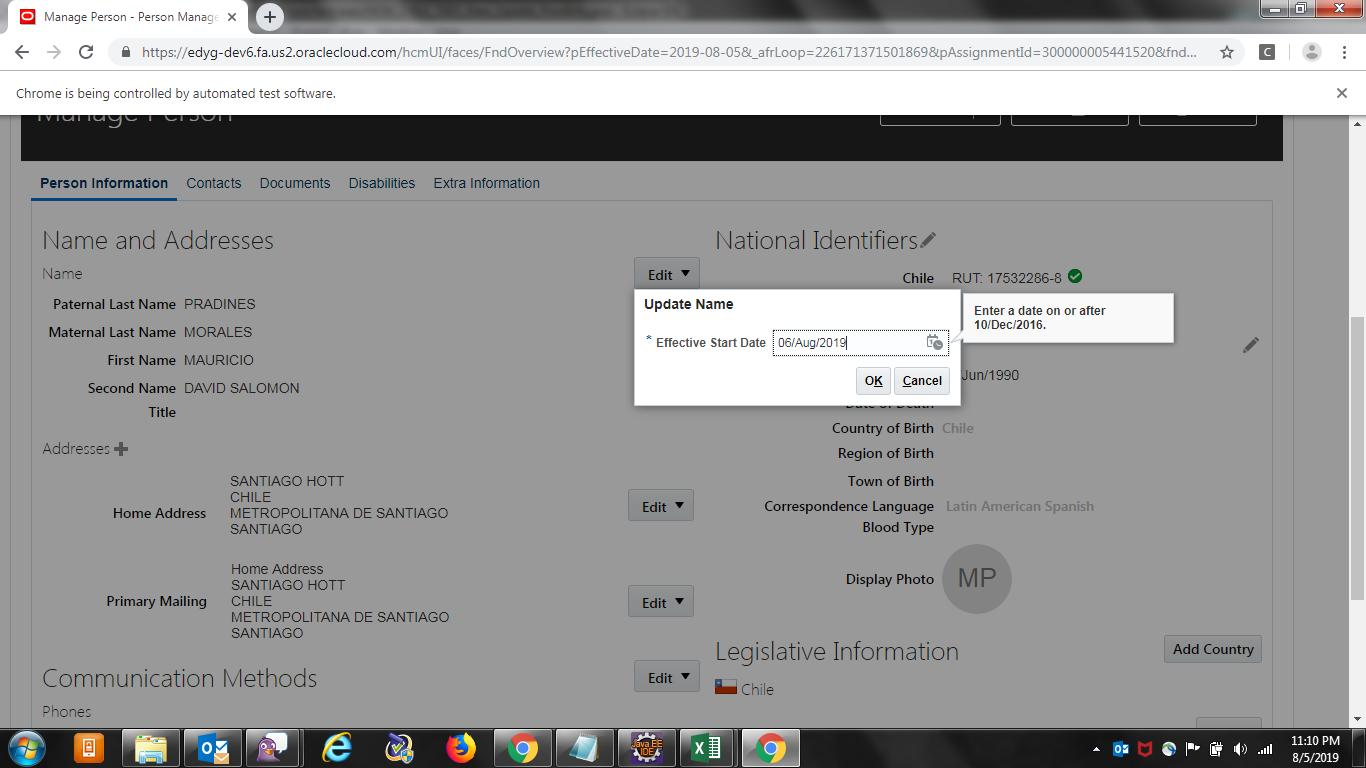 Manage Person - Person Manage
https://edyg-dev6.fa.us2.oraclecloud.com/hcmUI/faces/FndOverview?pEffectiveDate=2019-08-05&_afrLoop=226171371501869&pAssignmentId=300000005441520&fnd...
C
Chrome is being controlled by automated test software.
Manage Person
Person Information Contacts Documents Disabilities Extra Information
Name and Addresses
Name
Edit
Paternal Last Name PRADINES
Maternal Last Name MORALES
First Name MAURICIO
Second Name DAVID SALOMON
Title
Addresses
Home Address
SANTIAGO HOTT
CHILE
METROPOLITANA DE SANTIAGO
SANTIAGO
Edit
Primary Mailing
Home Address
SANTIAGO HOTT
CHILE
METROPOLITANA DE SANTIAGO
SANTIAGO
Edit
Communication Methods
Edit
Phones
Update Name
* Effective Start Date 06/Aug/2019
OK Cancel
Enter a date on or after
10/Dec/2016.
National Identifiers
Chile RUT: 17532286-8
Jun/1990
Date of Death
Country of Birth Chile
Region of Birth
Town of Birth
Correspondence Language Latin American Spanish
Blood Type
Display Photo MP
Legislative Information
Add Country
Chile
Java EE
IDE
11:10 PM
8/5/2019